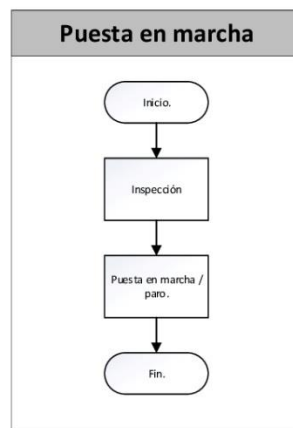 Puesta en marcha
Inicio.
Inspección
Puesta en marcha /
paro.
Fin.